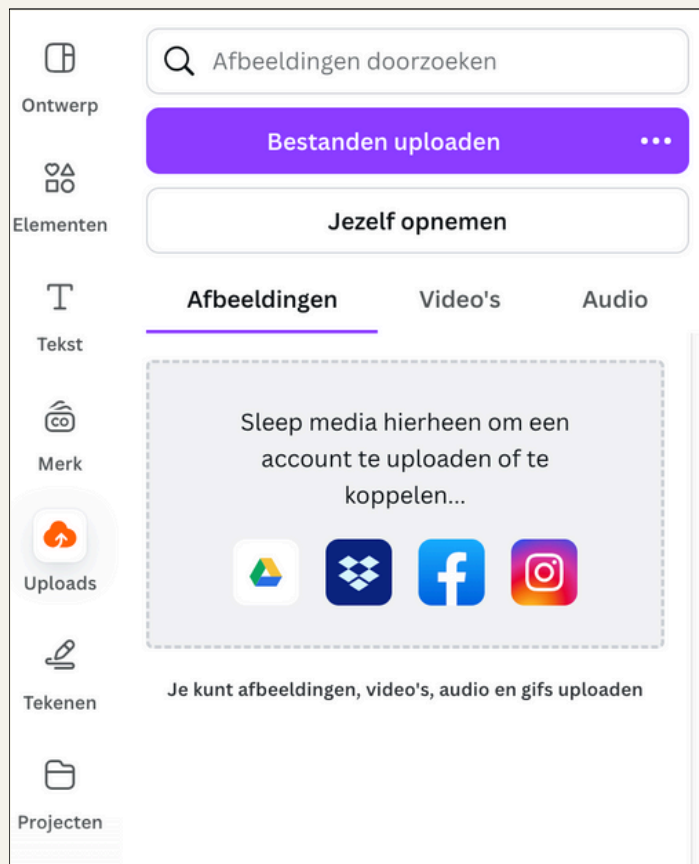 Ontwerp
Elementen
Tekst
CO
Merk
Uploads
Tekenen
Projecten
Afbeeldingen doorzoeken
Bestanden uploaden
Jezelf opnemen
Afbeeldingen Video's Audio
Sleep media hierheen om een
account te uploaden of te
koppelen...
Je kunt afbeeldingen, video's, audio en gifs uploaden